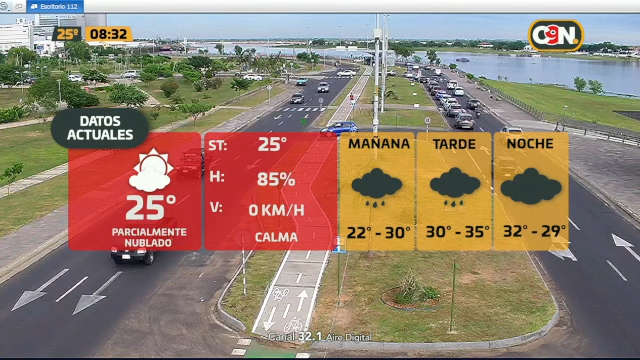 Escritorio 112
25° 08:32
C9N
DATOS
ACTUALES
25°
PARCIALMENTE
NUBLADO
ST: 25°
H: 85%
V: 0 KM/H
CALMA
MAÑANA
22° - 30°
TARDE
30° - 35°
NOCHE
32° - 29°
Canal 32.1-Aire Digital